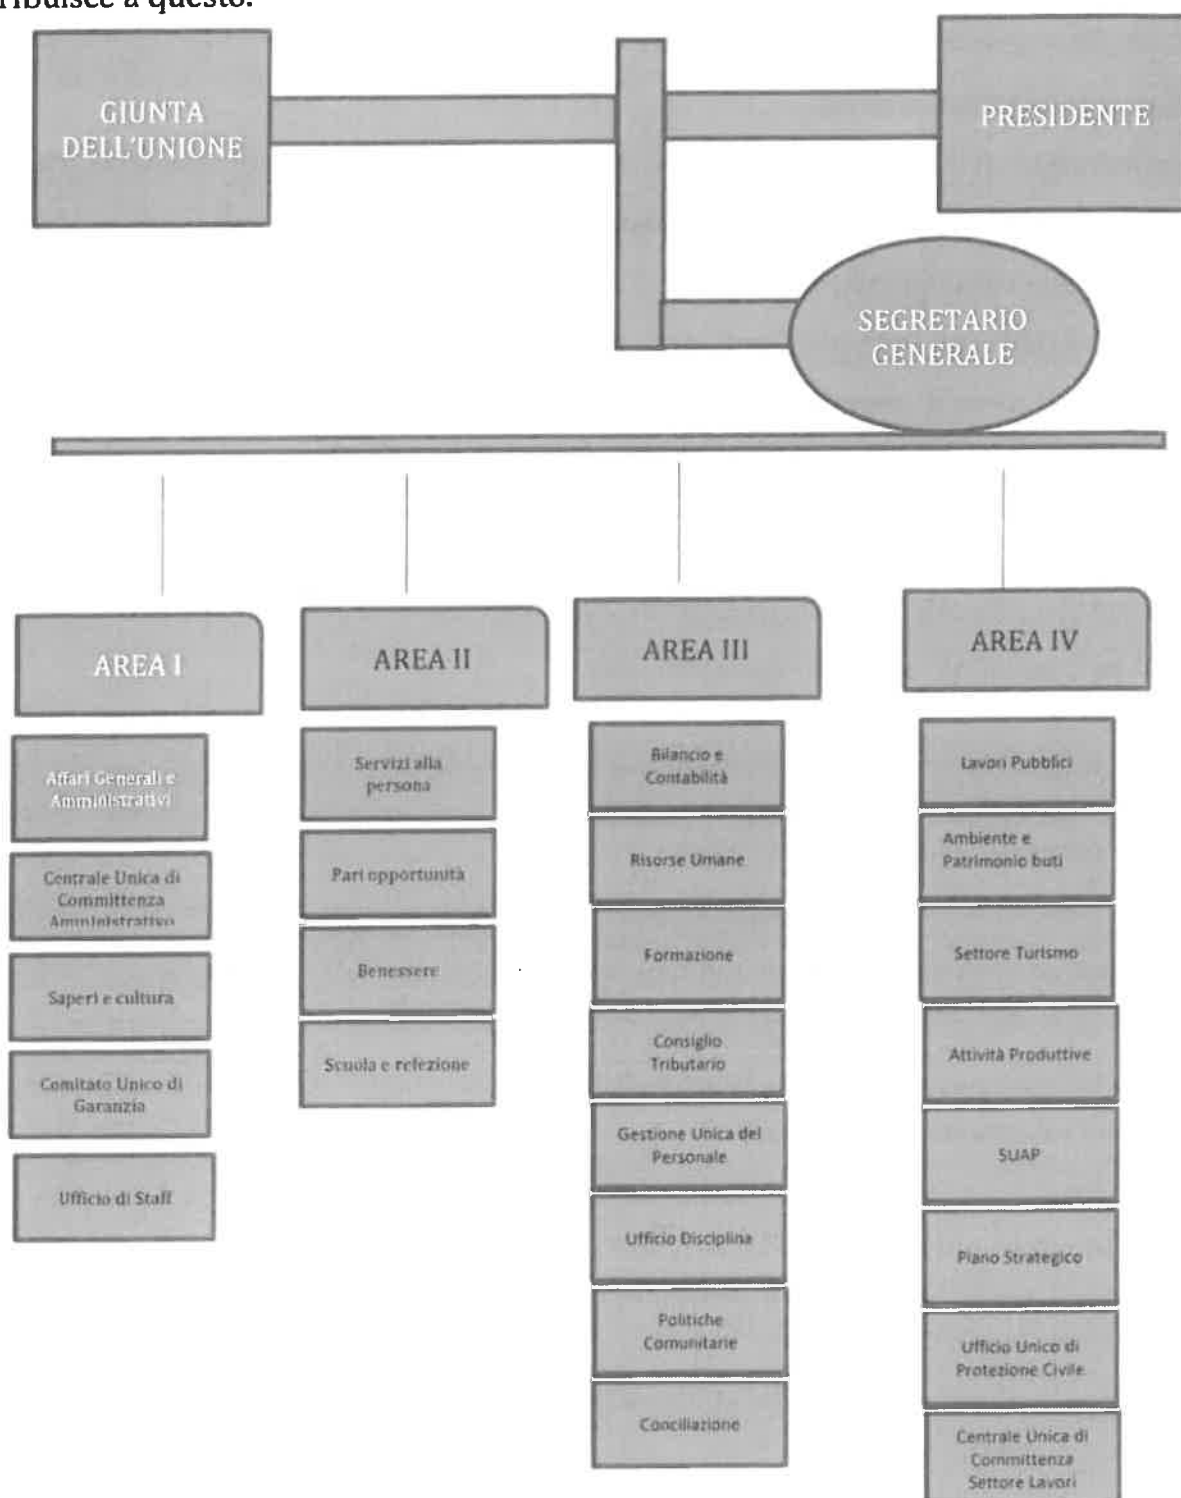 ribuisce a questo.
GIUNTA
DELL'UNIONE
PRESIDENTE
SEGRETARIO
GENERALE
AREA I
AREA II
AREA III
AREA IV
Affari Generali e
Amministrativi
Centrale Unica di
Committenza
Amministrativo
Saperi e cultura
Comitato Unico di
Garanzia
Ufficio di Staff
Servizi alla
persona
Pari opportunità
Benessere
Scuola e refezione
Bilancio e
Contabilità
Risorse Umane
Formazione
Consiglio
Tributario
Gestione Unica del
Personale
Ufficio Disciplina
Politiche
Comunitarie
Conciliazione
Lavori Pubblici
Ambiente e
Patrimonio buti
Settore Turismo
Attività Produttive
SUAP
Piano Strategico
Ufficio Unico di
Protezione Civile
Centrale Unica di
Committenza
Settore Lavori